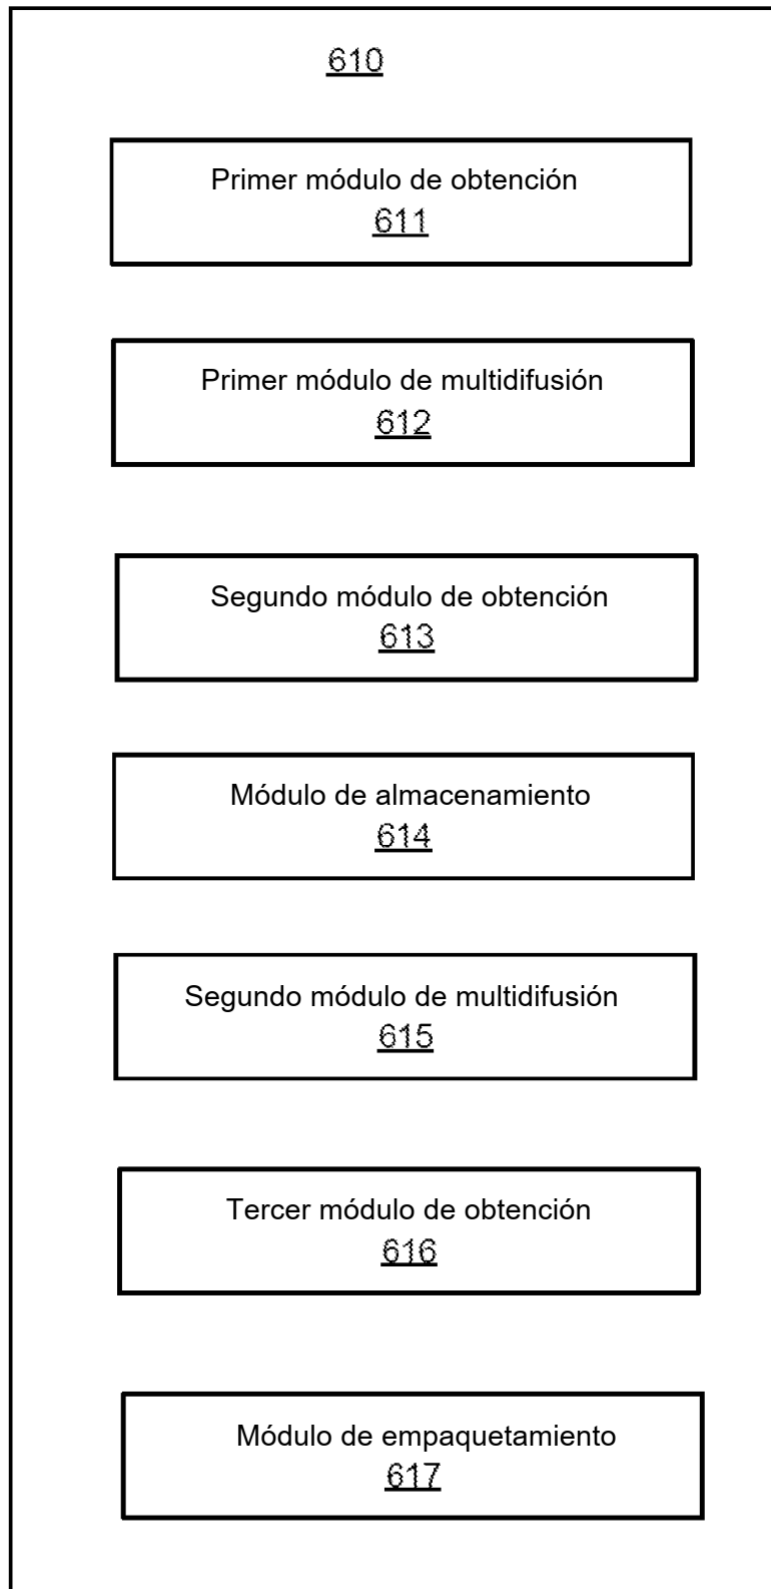 610
Primer módulo de obtención
611
Primer módulo de multidifusión
612
Segundo módulo de obtención
613
Módulo de almacenamiento
614
Segundo módulo de multidifusión
615
Tercer módulo de obtención
616
Módulo de empaquetamiento
617